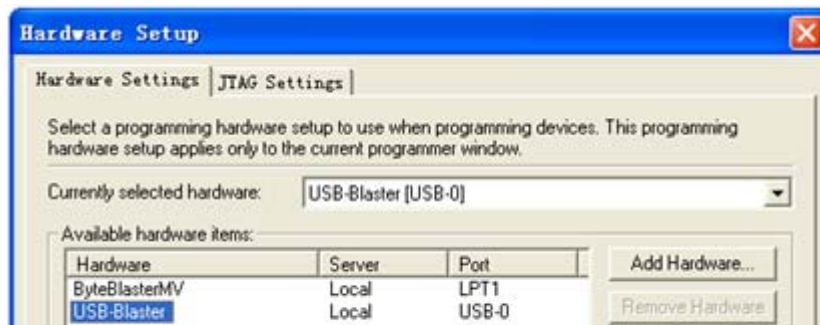 Hardware Setup
Hardware Settings JTAG Settings
Select a programming hardware setup to use when programming devices. This programming
hardware setup applies only to the current programmer window.
Currently selected hardware: USB-Blaster [USB-0]
Available hardware items:
Hardware Server Port Add Hardware...
ByteBlasterMV Local LPT1
USB-Blaster Local USB-0 Remove Hardware